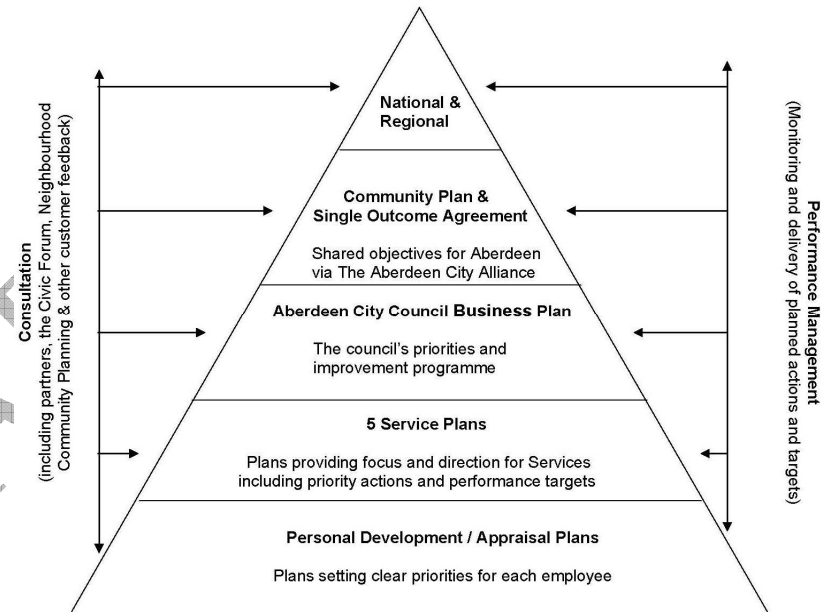 National &
Regional
Community Plan &
Single Outcome Agreement
Shared objectives for Aberdeen
via The Aberdeen City Alliance
Aberdeen City Council Business Plan
The council's priorities and
improvement programme
5 Service Plans
Plans providing focus and direction for Services
including priority actions and performance targets
Personal Development / Appraisal Plans
Plans setting clear priorities for each employee
Consultation
(including partners, the Civic Forum, Neighbourhood
Community Planning & other customer feedback)
Performance Management
(Monitoring and delivery of planned actions and targets)